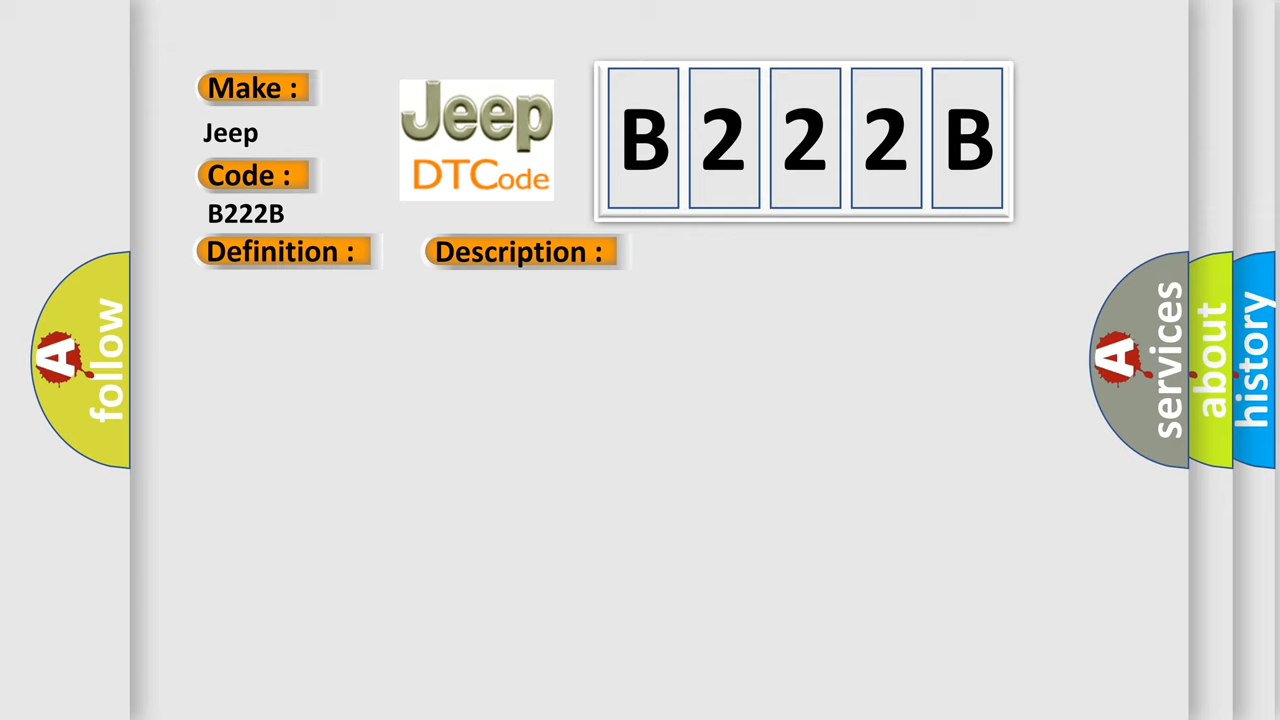 Make :
Jeep
Code :
B222B
Definition :
Description :
Jeep
DTCode
B 2 2 2 B
A follow
A services
about
history